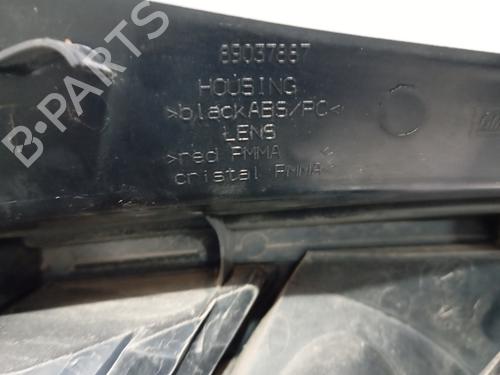 89037887
HOUSING
>blackABS/PC<
LENS
>red PMMA
cristal PMMA
B-PARTS